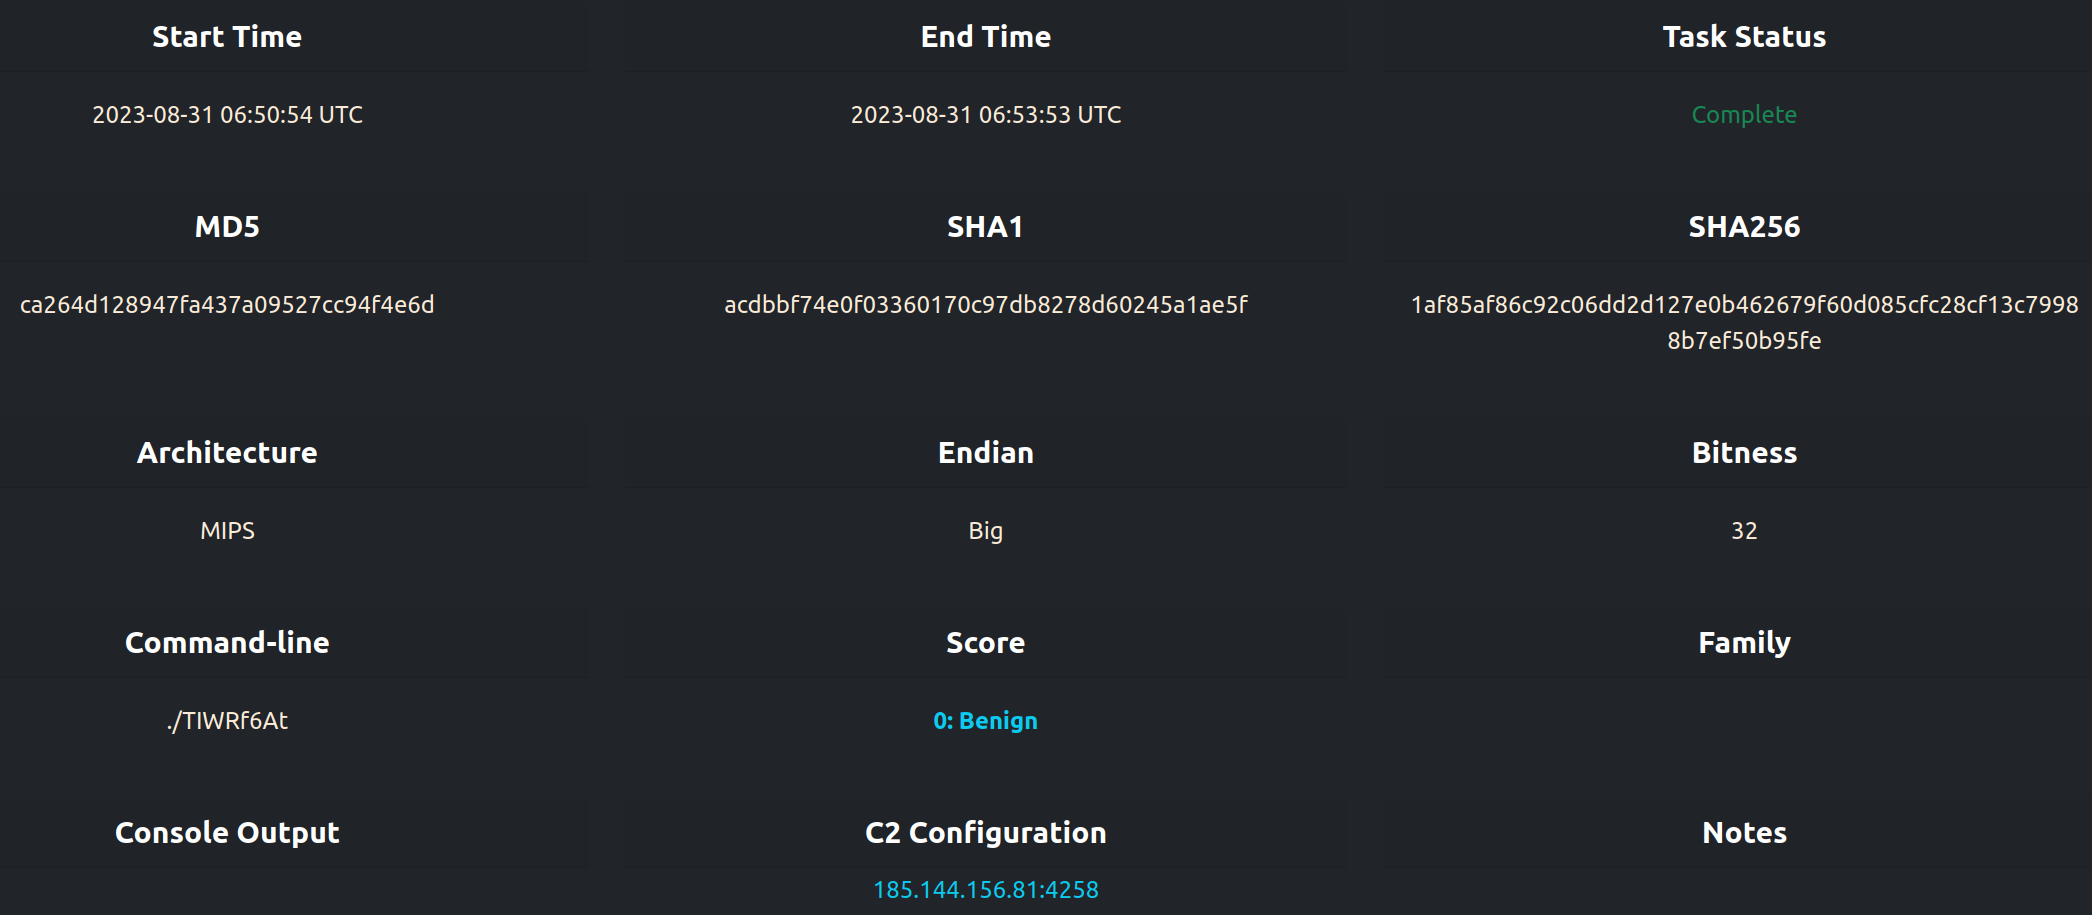 Start Time
End Time
Task Status
2023-08-31 06:50:54 UTC
2023-08-31 06:53:53 UTC
Complete
MD5
SHA1
SHA256
ca264d128947fa437a09527cc94f4e6d
acdbbf74e0f03360170c97db8278d60245a1ae5f
1af85af86c92c06dd2d127e0b462679f60d085cfc28cf13c7998
8b7ef50b95fe
Architecture
Endian
Bitness
MIPS
Big
32
Command-line
Score
Family
./TIWRf6At
0: Benign
Console Output
C2 Configuration
Notes
185.144.156.81:4258